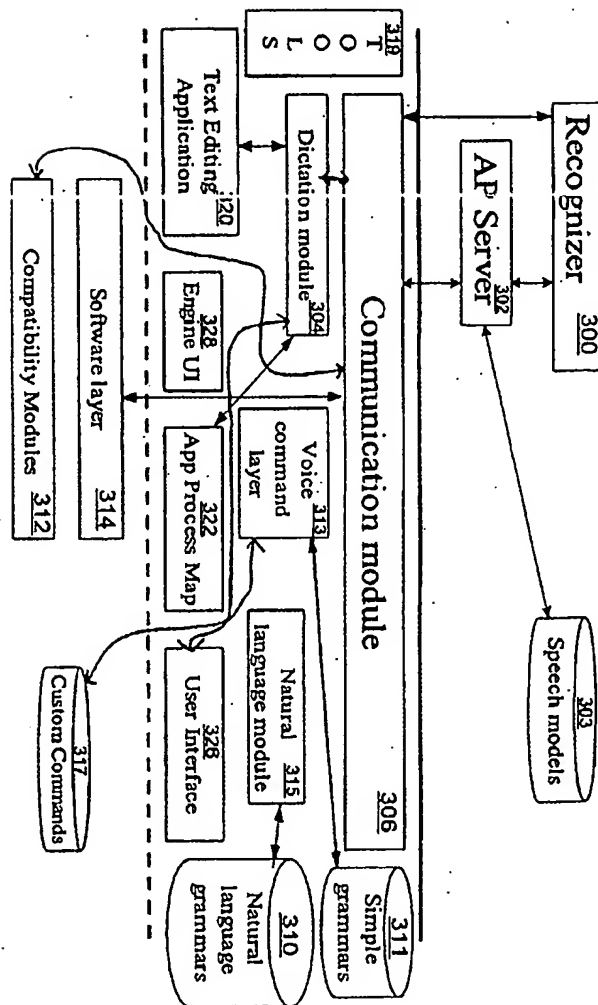 Recognizer 300
AP Server 302
303
Speech models
Communication module 306
311
Simple
grammars
318
T
O
O
L
S
Dictation module 304
Voice 313
command
layer
Natural
language module 315
310
Natural
language
grammars
Text Editing
Application 320
328
Engine UI
322
App Process Map
326
User Interface
Software layer 314
Compatibility Modules 312
317
Custom Commands